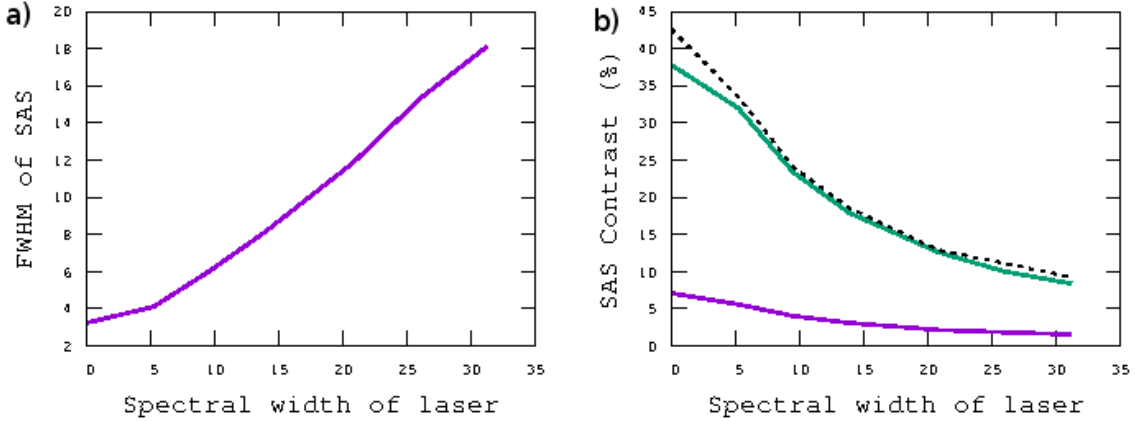 a)
20
18
16
14
12
10
8
6
4
2
FWHM of SAS
0 5 10 15 20 25 30 35
Spectral width of laser
b)
45
40
35
30
25
20
15
10
5
0
SAS Contrast (%)
0 5 10 15 20 25 30 35
Spectral width of laser